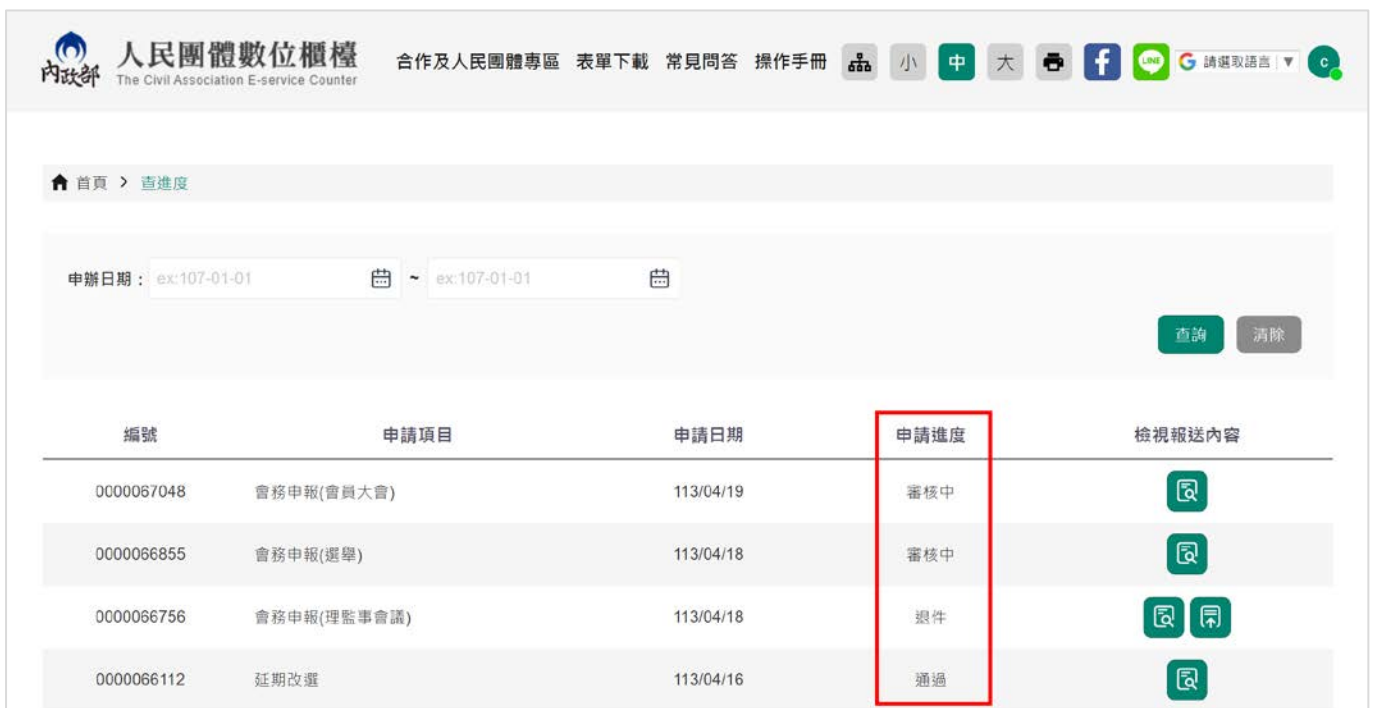 內政部 人民團體數位櫃檯 合作及人民團體專區 表單下載 常見問答 操作手冊 小 中 大 f LINE G 請選取語言 ▼ C
The Civil Association E-service Counter
首頁 > 查進度
申辦日期： ex:107-01-01 ~ ex:107-01-01
查詢 清除
編號 申請項目 申請日期 申請進度 檢視報送內容
0000067048 會務申報(會員大會) 113/04/19 審核中
0000066855 會務申報(選舉) 113/04/18 審核中
0000066756 會務申報(理監事會議) 113/04/18 退件
0000066112 延期改選 113/04/16 通過